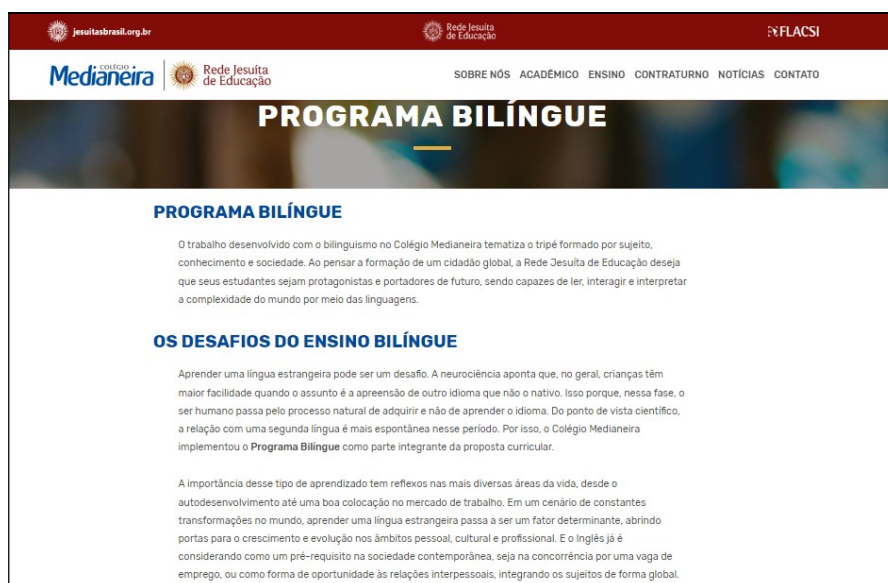 jesuitasbrasil.org.br
Rede Jesuíta
de Educação
FLACSI
COLÉGIO
Medianeira
Rede Jesuíta
de Educação
SOBRE NÓS ACADÊMICO ENSINO CONTRATURNO NOTÍCIAS CONTATO
PROGRAMA BILÍNGUE
PROGRAMA BILÍNGUE
O trabalho desenvolvido com o bilinguismo no Colégio Medianeira tematiza o tripé formado por sujeito,
conhecimento e sociedade. Ao pensar a formação de um cidadão global, a Rede Jesuíta de Educação deseja
que seus estudantes sejam protagonistas e portadores de futuro, sendo capazes de ler, interagir e interpretar
a complexidade do mundo por meio das linguagens.
OS DESAFIOS DO ENSINO BILÍNGUE
Aprender uma língua estrangeira pode ser um desafio. A neurociência aponta que, no geral, crianças têm
maior facilidade quando o assunto é a apreensão de outro idioma que não o nativo. Isso porque, nessa fase, o
ser humano passa pelo processo natural de adquirir e não de aprender o idioma. Do ponto de vista científico,
a relação com uma segunda língua é mais espontânea nesse período. Por isso, o Colégio Medianeira
implementou o Programa Bilíngue como parte integrante da proposta curricular.
A importância desse tipo de aprendizado tem reflexos nas mais diversas áreas da vida, desde o
autodesenvolvimento até uma boa colocação no mercado de trabalho. Em um cenário de constantes
transformações no mundo, aprender uma língua estrangeira passa a ser um fator determinante, abrindo
portas para o crescimento e evolução nos âmbitos pessoal, cultural e profissional. E o Inglês já é
considerando como um pré-requisito na sociedade contemporânea, seja na concorrência por uma vaga de
emprego, ou como forma de oportunidade às relações interpessoais, integrando os sujeitos de forma global.